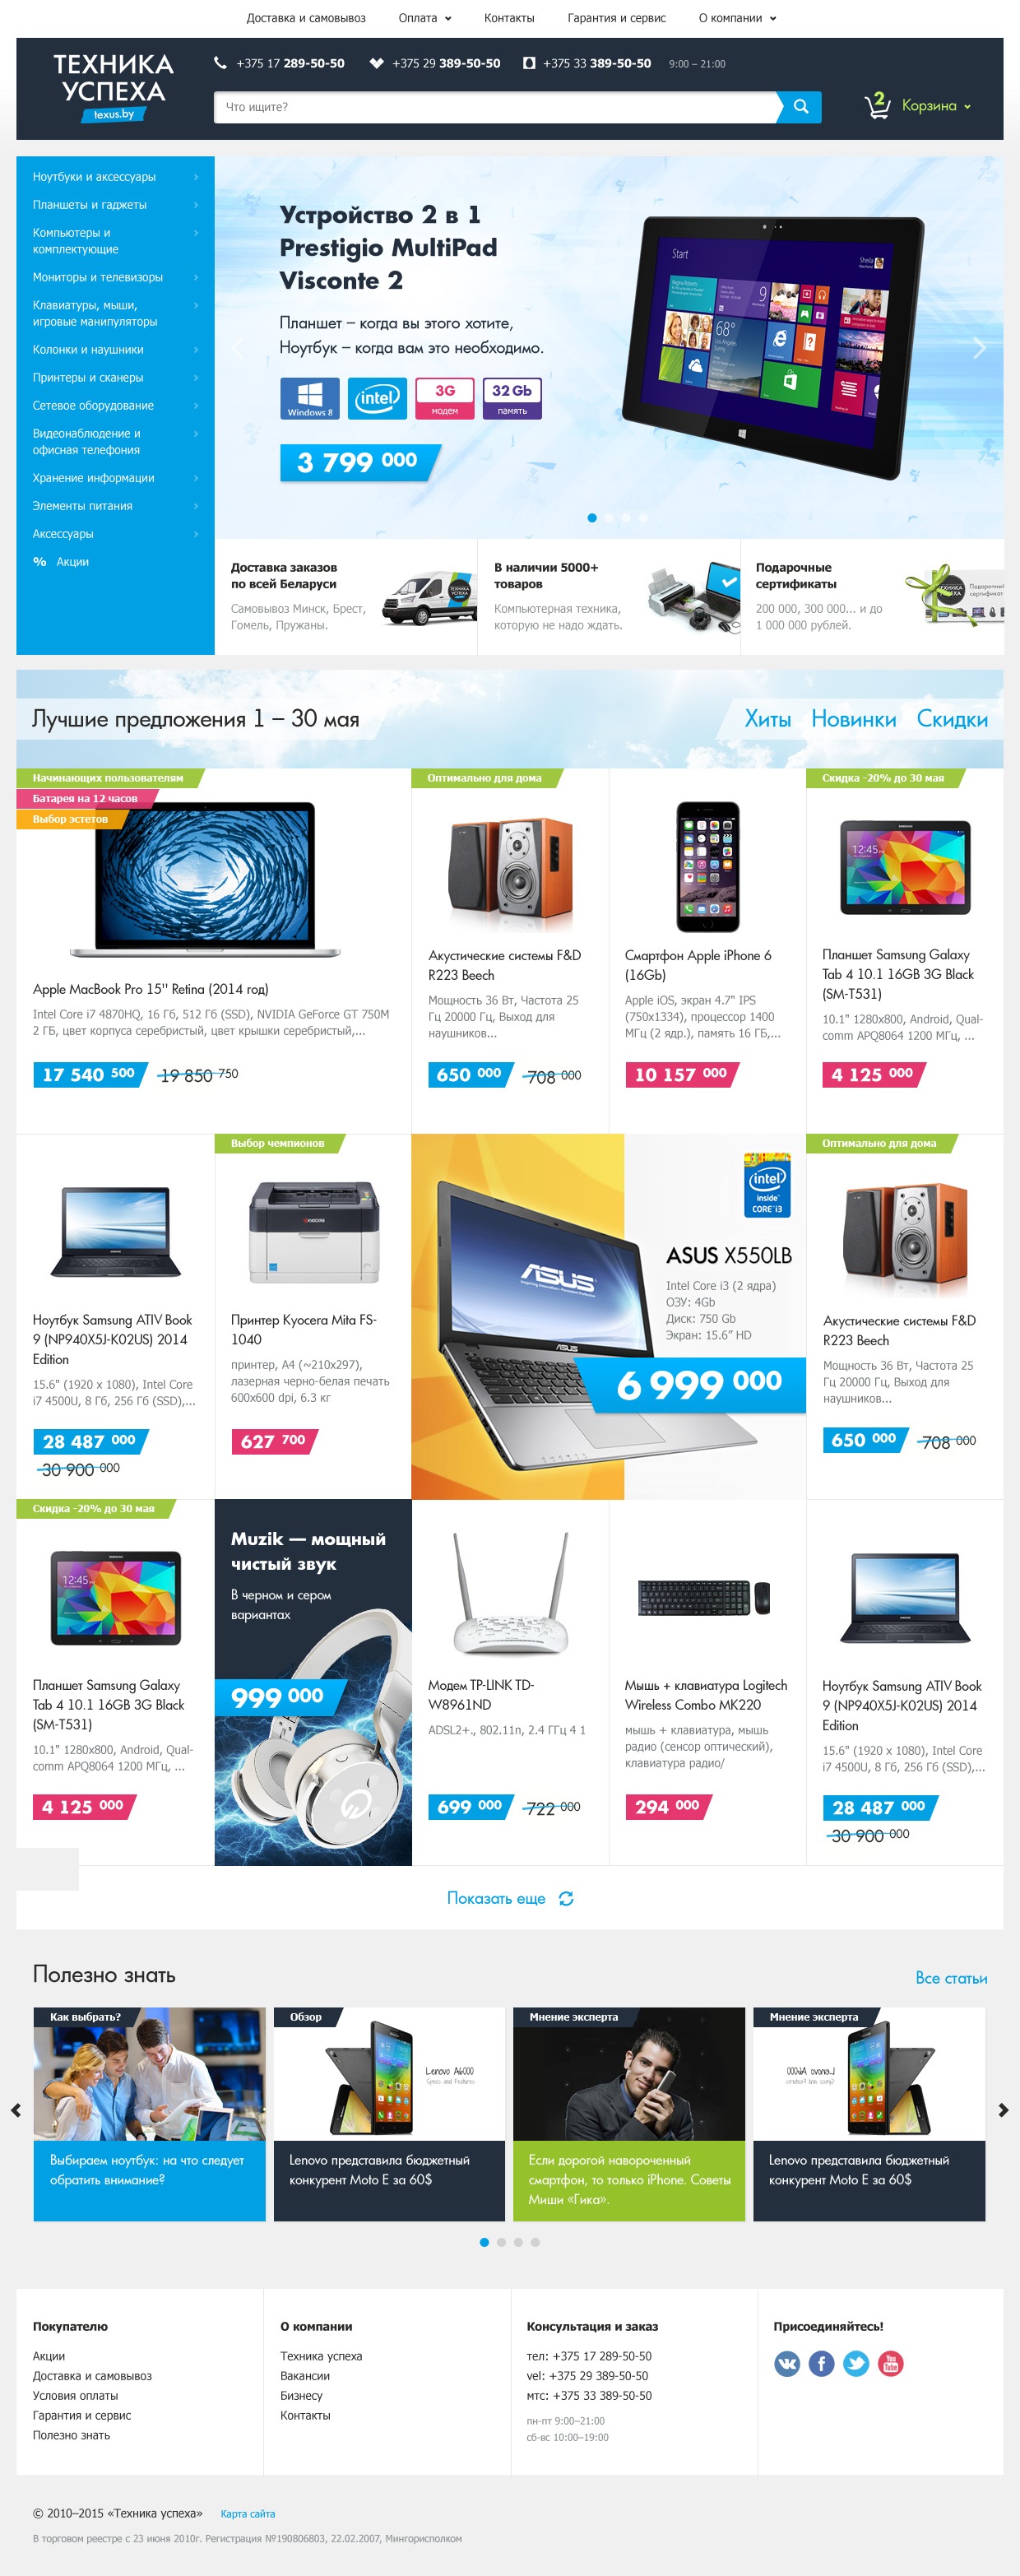 Доставка и самовывоз Оплата Контакты Гарантия и сервис О компании
ТЕХНИКА
УСПЕХА
texus.by
+375 17 289-50-50 +375 29 389-50-50 +375 33 389-50-50 9:00 – 21:00
Что ищите?
2 Корзина
Ноутбуки и аксессуары
Планшеты и гаджеты
Компьютеры и
комплектующие
Мониторы и телевизоры
Клавиатуры, мыши,
игровые манипуляторы
Колонки и наушники
Принтеры и сканеры
Сетевое оборудование
Видеонаблюдение и
офисная телефония
Хранение информации
Элементы питания
Аксессуары
% Акции
Устройство 2 в 1
Prestigio MultiPad
Visconte 2
Планшет – когда вы этого хотите,
Ноутбук – когда вам это необходимо.
Windows 8
intel
3G
модем
32 Gb
память
3 799 000
Start
Sheila
9
68°
Доставка заказов
по всей Беларуси
Самовывоз Минск, Брест,
Гомель, Пружаны.
В наличии 5000+
товаров
Компьютерная техника,
которую не надо ждать.
Подарочные
сертификаты
200 000, 300 000... и до
1 000 000 рублей.
Лучшие предложения 1 – 30 мая
Хиты Новинки Скидки
Начинающих пользователям
Батарея на 12 часов
Выбор эстетов
Apple MacBook Pro 15'' Retina (2014 год)
Intel Core i7 4870HQ, 16 Гб, 512 Гб (SSD), NVIDIA GeForce GT 750M
2 ГБ, цвет корпуса серебристый, цвет крышки серебристый,...
17 540 500 19 850 750
Оптимально для дома
Акустические системы F&D
R223 Beech
Мощность 36 Вт, Частота 25
Гц 20000 Гц, Выход для
наушников...
650 000 708 000
Смартфон Apple iPhone 6
(16Gb)
Apple iOS, экран 4.7" IPS
(750x1334), процессор 1400
МГц (2 ядр.), память 16 ГБ,...
10 157 000
Скидка -20% до 30 мая
12:45
Планшет Samsung Galaxy
Tab 4 10.1 16GB 3G Black
(SM-T531)
10.1" 1280x800, Android, Qual-
comm APQ8064 1200 МГц, ...
4 125 000
Ноутбук Samsung ATIV Book
9 (NP940X5J-K02US) 2014
Edition
15.6" (1920 x 1080), Intel Core
i7 4500U, 8 Гб, 256 Гб (SSD),...
28 487 000
30 900 000
Выбор чемпионов
Принтер Kyocera Mita FS-
1040
принтер, A4 (~210x297),
лазерная черно-белая печать
600x600 dpi, 6.3 кг
627 700
intel
inside
CORE i3
ASUS
ASUS
ASUS X550LB
Intel Core i3 (2 ядра)
ОЗУ: 4Gb
Диск: 750 Gb
Экран: 15.6” HD
6 999 000
Оптимально для дома
Акустические системы F&D
R223 Beech
Мощность 36 Вт, Частота 25
Гц 20000 Гц, Выход для
наушников...
650 000 708 000
Скидка -20% до 30 мая
12:45
Планшет Samsung Galaxy
Tab 4 10.1 16GB 3G Black
(SM-T531)
10.1" 1280x800, Android, Qual-
comm APQ8064 1200 МГц, ...
4 125 000
Muzik — мощный
чистый звук
В черном и сером
вариантах
999 000
Модем TP-LINK TD-
W8961ND
ADSL2+., 802.11n, 2.4 ГГц 4 1
699 000 722 000
Мышь + клавиатура Logitech
Wireless Combo MK220
мышь + клавиатура, мышь
радио (сенсор оптический),
клавиатура радио/
294 000
Ноутбук Samsung ATIV Book
9 (NP940X5J-K02US) 2014
Edition
15.6" (1920 x 1080), Intel Core
i7 4500U, 8 Гб, 256 Гб (SSD),...
28 487 000
30 900 000
Показать еще
Полезно знать
Все статьи
Как выбрать?
Выбираем ноутбук: на что следует
обратить внимание?
Обзор
Lenovo A6000
Specs and Features
Lenovo представила бюджетный
конкурент Moto E за 60$
Мнение эксперта
Если дорогой навороченный
смартфон, то только iPhone. Советы
Миши «Гика».
Мнение эксперта
Lenovo представила бюджетный
конкурент Moto E за 60$
Покупателю
Акции
Доставка и самовывоз
Условия оплаты
Гарантия и сервис
Полезно знать
О компании
Техника успеха
Вакансии
Бизнесу
Контакты
Консультация и заказ
тел: +375 17 289-50-50
vel: +375 29 389-50-50
мтс: +375 33 389-50-50
пн-пт 9:00–21:00
сб-вс 10:00–19:00
Присоединяйтесь!
You
Tube
© 2010–2015 «Техника успеха» Карта сайта
В торговом реестре с 23 июня 2010г. Регистрация №190806803, 22.02.2007, Мингорисполком